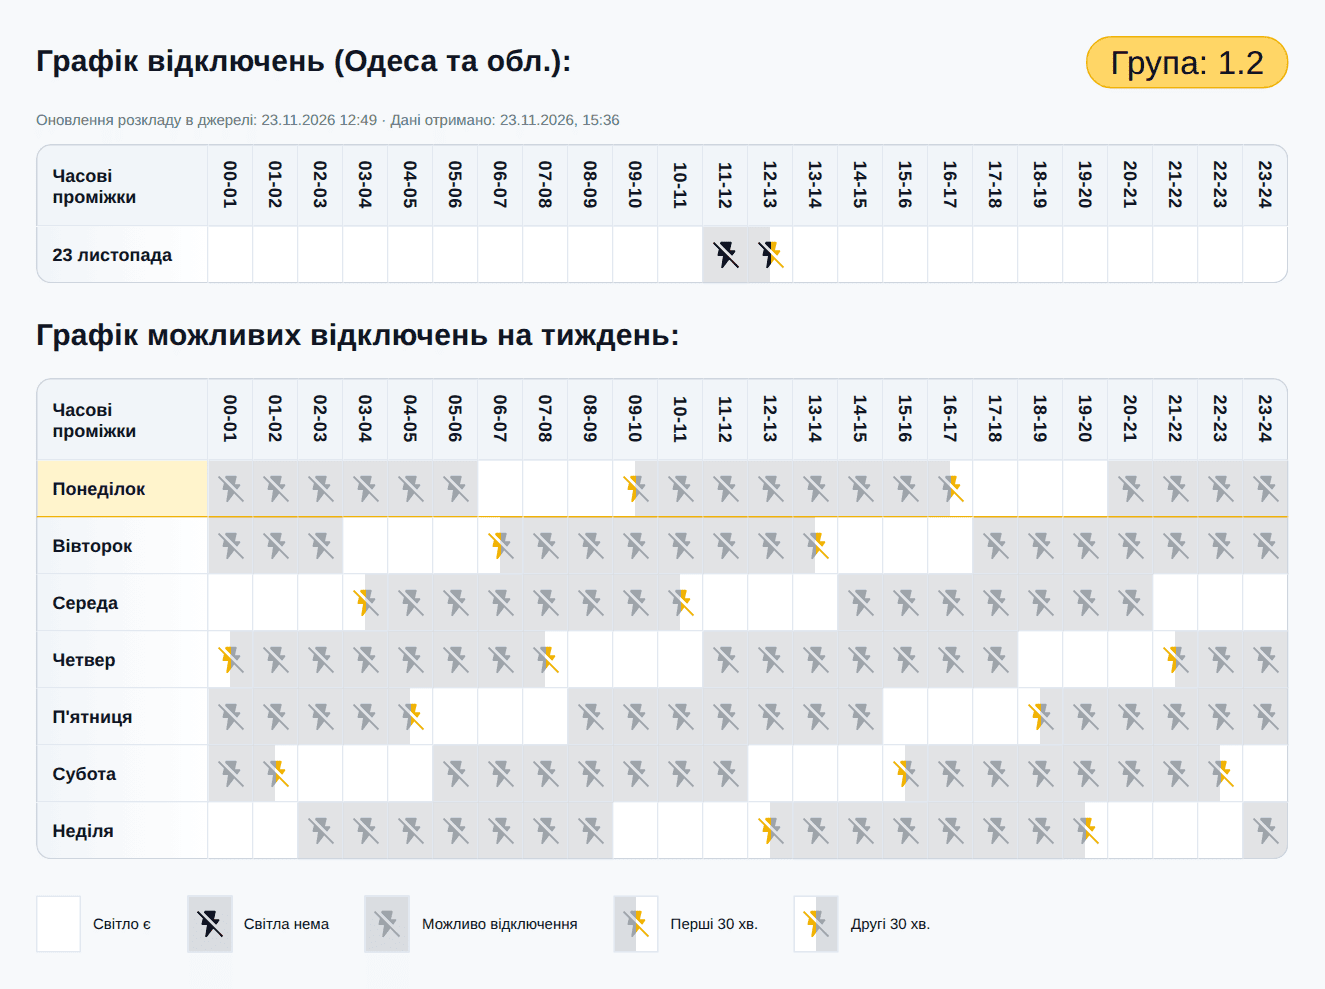 Графік відключень (Одеса та обл.):
Група: 1.2
Оновлення розкладу в джерелі: 23.11.2026 12:49 · Дані отримано: 23.11.2026, 15:36
Часові проміжки 00-01 01-02 02-03 03-04 04-05 05-06 06-07 07-08 08-09 09-10 10-11 11-12 12-13 13-14 14-15 15-16 16-17 17-18 18-19 19-20 20-21 21-22 22-23 23-24
23 листопада
Графік можливих відключень на тиждень:
Часові проміжки 00-01 01-02 02-03 03-04 04-05 05-06 06-07 07-08 08-09 09-10 10-11 11-12 12-13 13-14 14-15 15-16 16-17 17-18 18-19 19-20 20-21 21-22 22-23 23-24
Понеділок
Вівторок
Середа
Четвер
П'ятниця
Субота
Неділя
Світло є Світла нема Можливо відключення Перші 30 хв. Другі 30 хв.